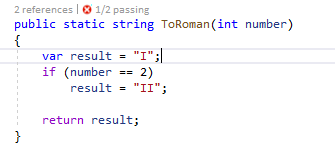 2 references | 1/2 passing
public static string ToRoman(int number)
{
    var result = "I";
    if (number == 2)
        result = "II";

    return result;
}